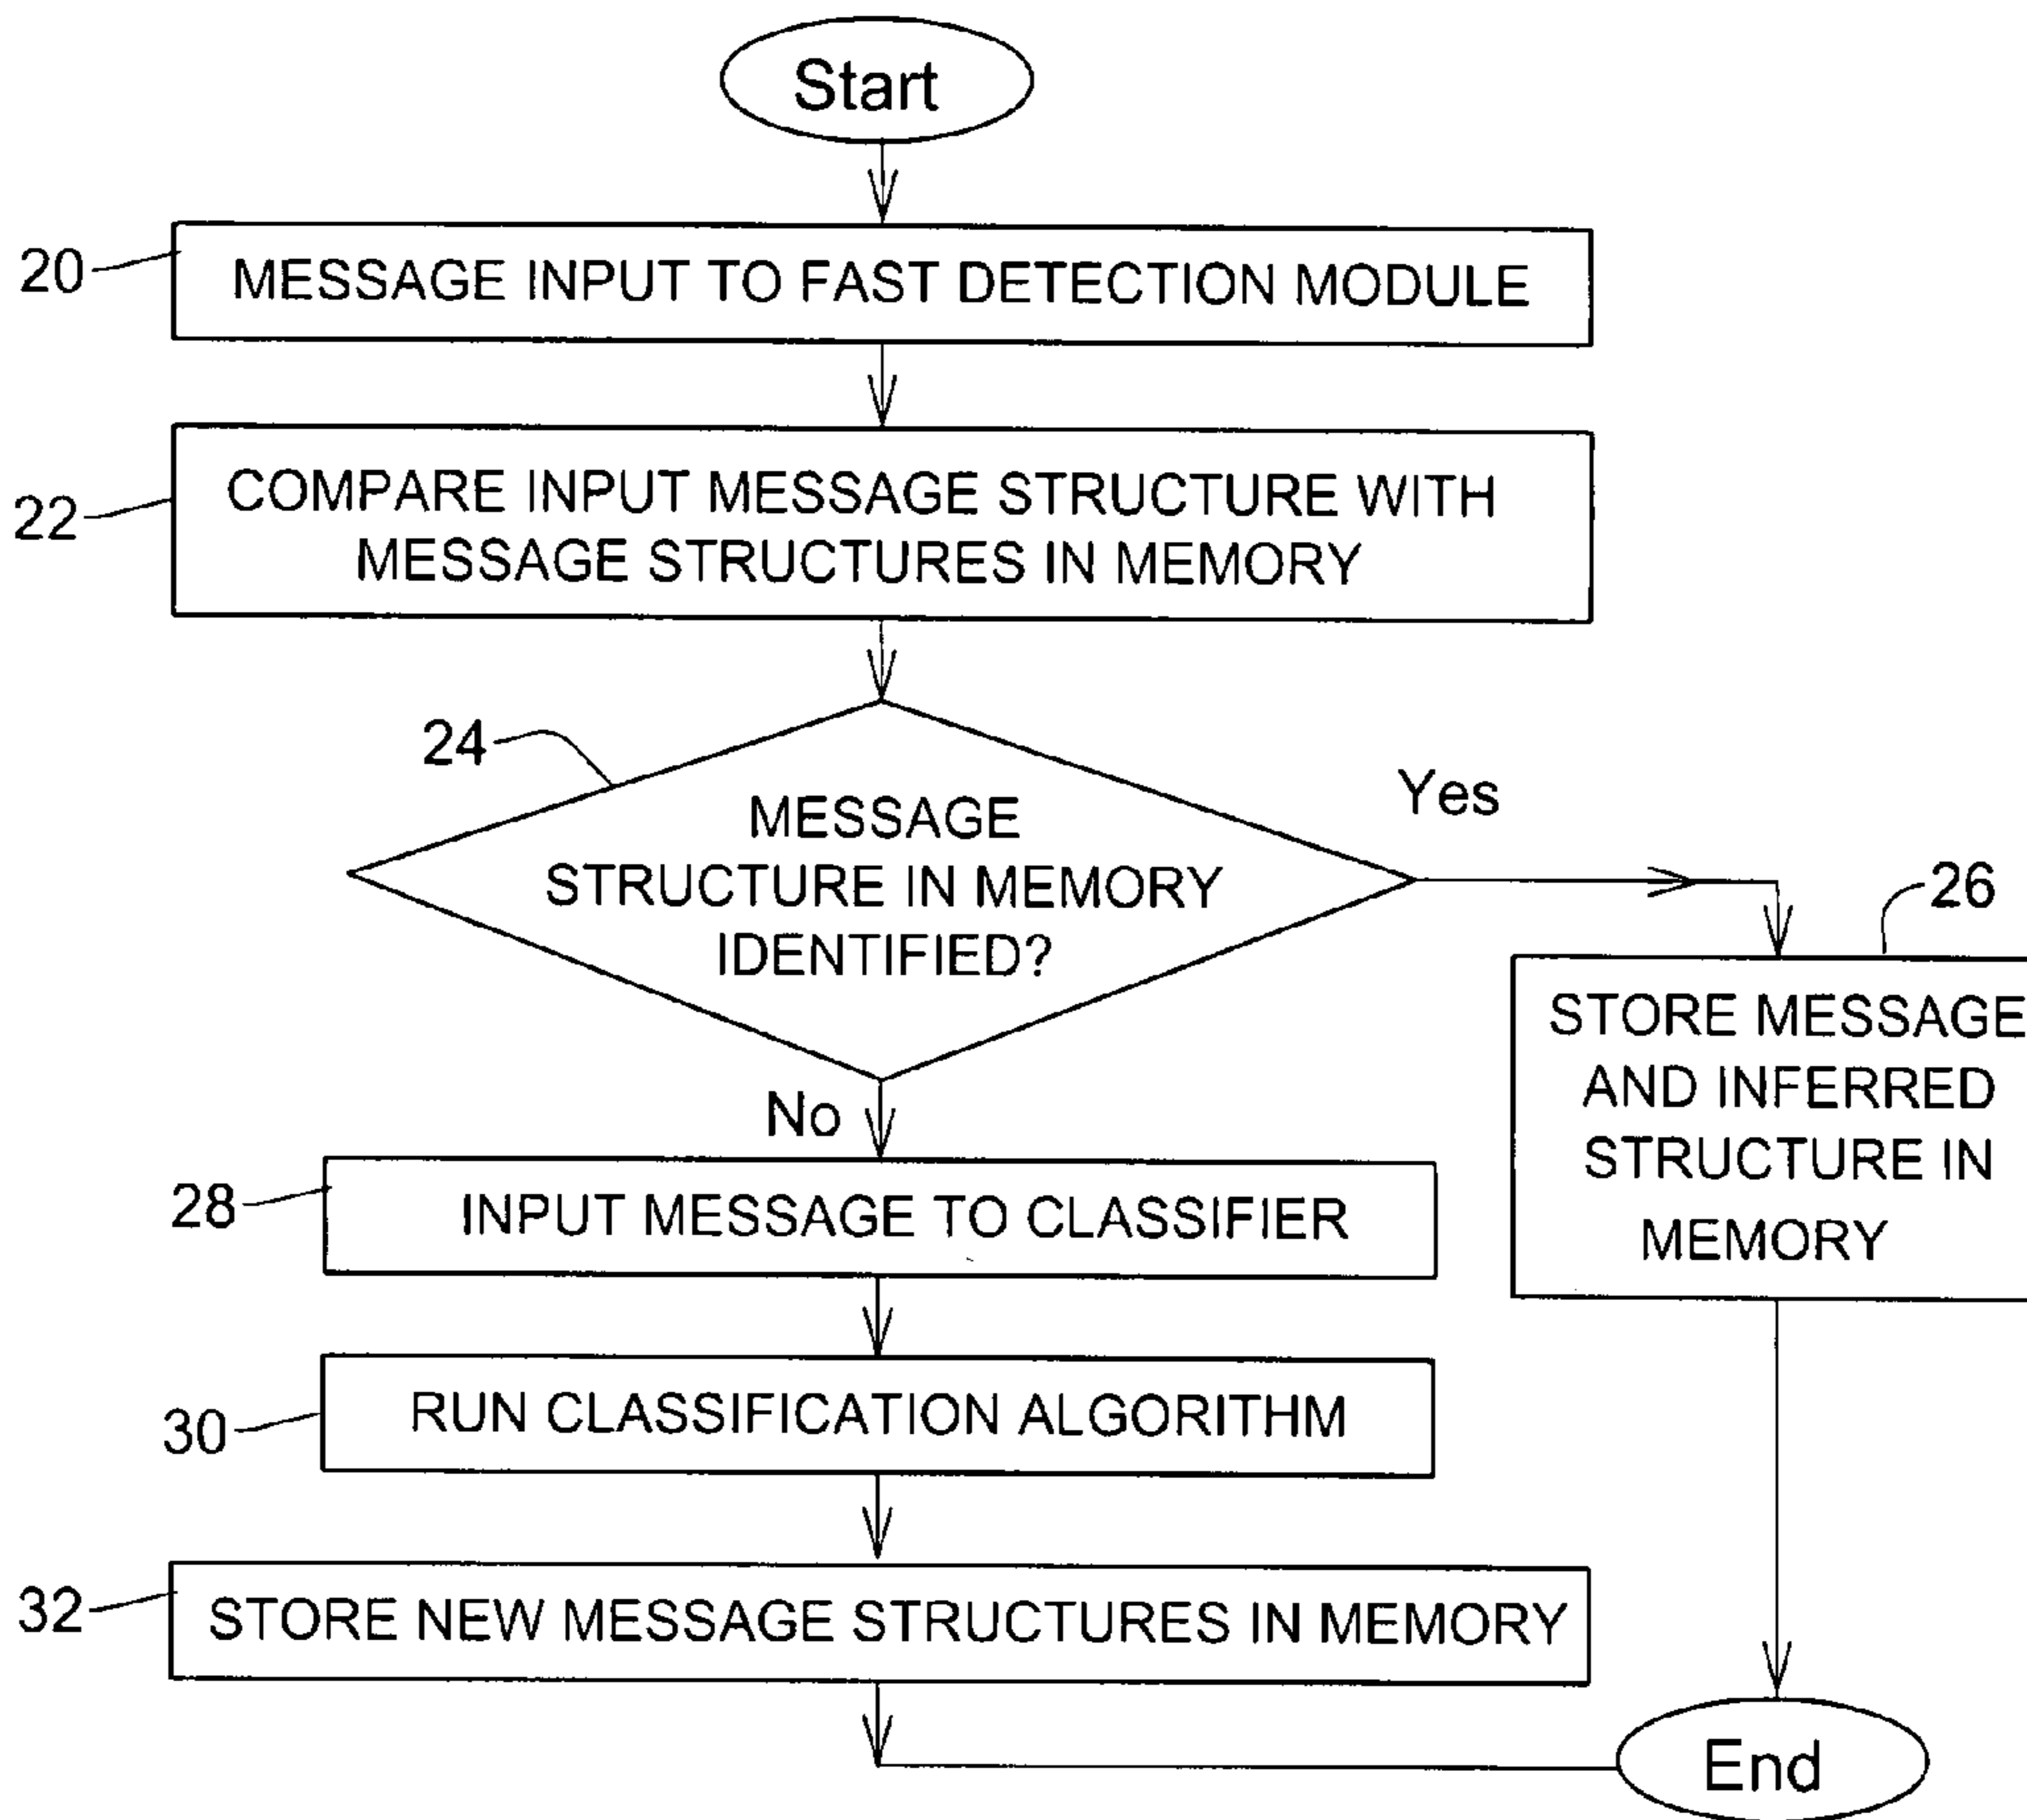 Start
20
MESSAGE INPUT TO FAST DETECTION MODULE
22
COMPARE INPUT MESSAGE STRUCTURE WITH
MESSAGE STRUCTURES IN MEMORY
24
MESSAGE
STRUCTURE IN MEMORY
IDENTIFIED?
Yes
26
STORE MESSAGE
AND INFERRED
STRUCTURE IN
MEMORY
No
28
INPUT MESSAGE TO CLASSIFIER
30
RUN CLASSIFICATION ALGORITHM
32
STORE NEW MESSAGE STRUCTURES IN MEMORY
End